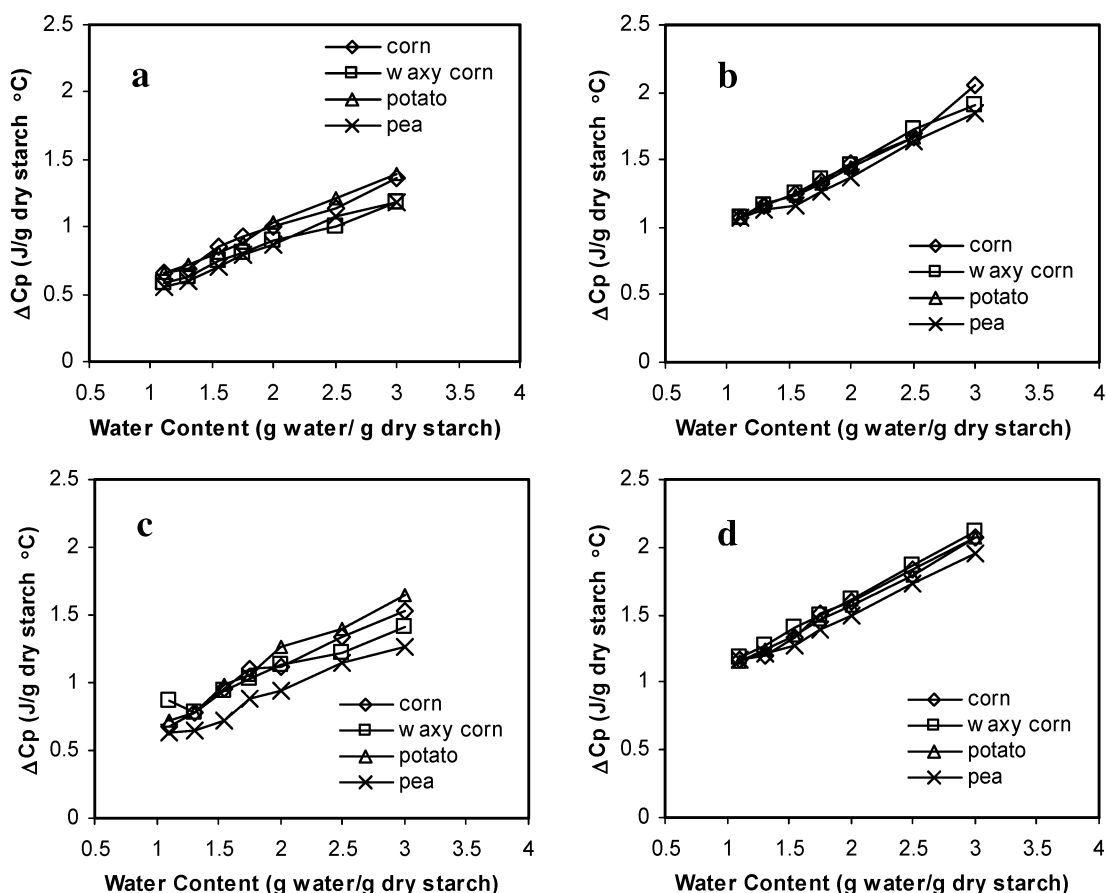 a
ΔCp (J/g dry starch °C)
2.5
2
1.5
1
0.5
0
corn
waxy corn
potato
pea
0.5 1 1.5 2 2.5 3 3.5 4
Water Content (g water/ g dry starch)
b
ΔCp (J/g dry starch °C)
2.5
2
1.5
1
0.5
0
corn
waxy corn
potato
pea
0.5 1 1.5 2 2.5 3 3.5 4
Water Content (g water/g dry starch)
c
ΔCp (J/g dry starch °C)
2.5
2
1.5
1
0.5
0
corn
waxy corn
potato
pea
0.5 1 1.5 2 2.5 3 3.5 4
Water Content (g water/g dry starch)
d
ΔCp (J/g dry starch °C)
2.5
2
1.5
1
0.5
0
corn
waxy corn
potato
pea
0.5 1 1.5 2 2.5 3 3.5 4
Water Content (g water/g dry starch)